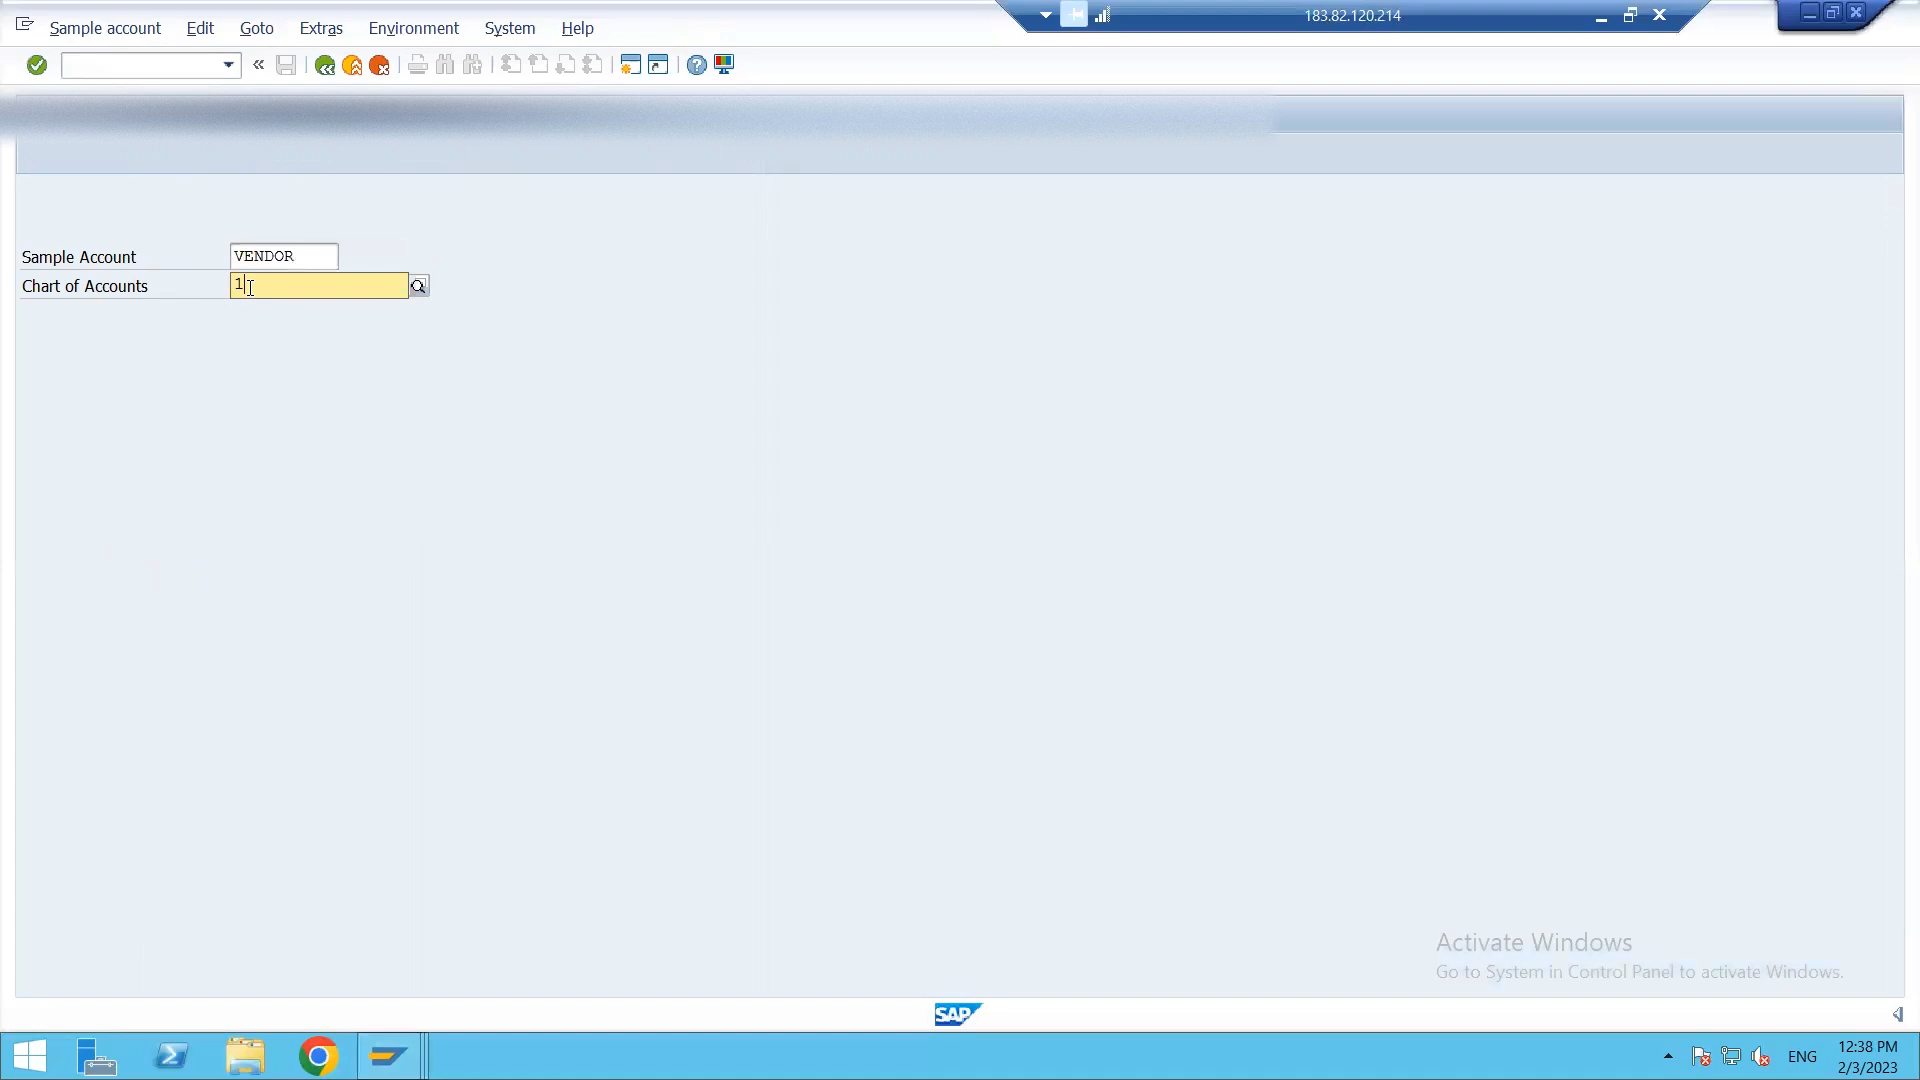 183.82.120.214
Sample account Edit Goto Extras Environment System Help
Sample Account VENDOR
Chart of Accounts 1
Activate Windows
Go to System in Control Panel to activate Windows.
SAP
ENG
12:38 PM
2/3/2023